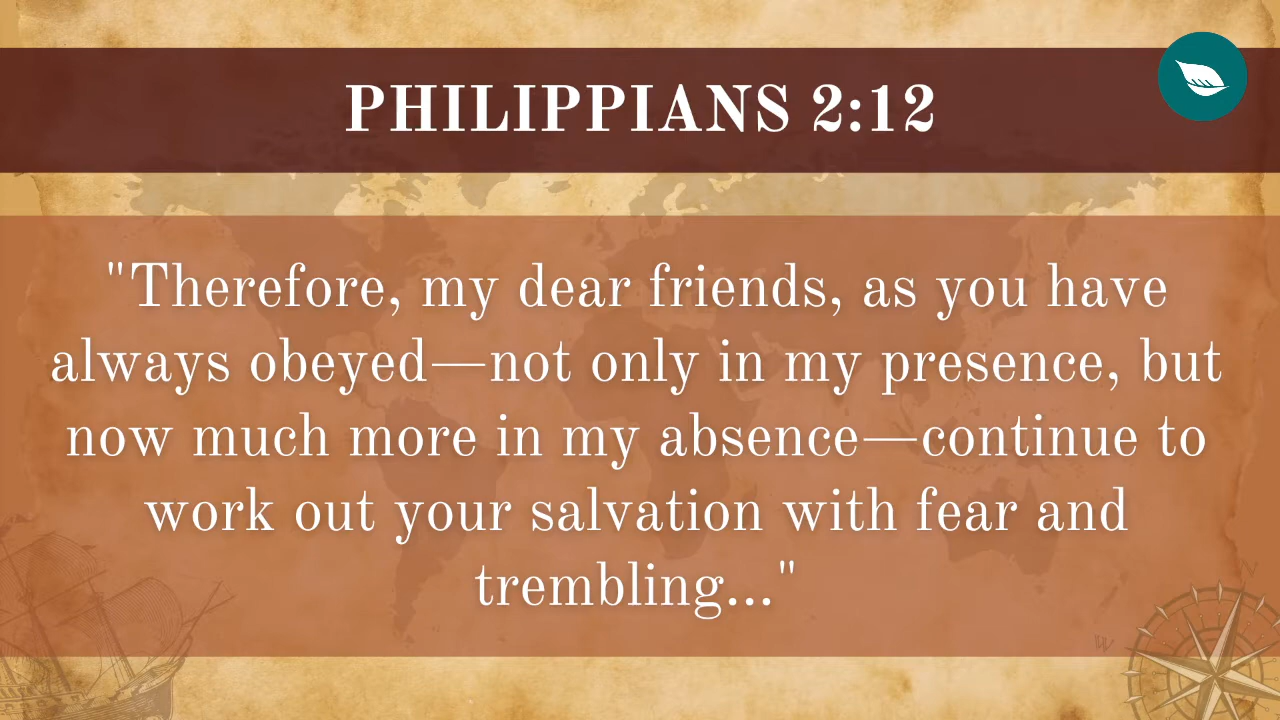 PHILIPPIANS 2:12
"Therefore, my dear friends, as you have
always obeyed—not only in my presence, but
now much more in my absence—continue to
work out your salvation with fear and
trembling..."